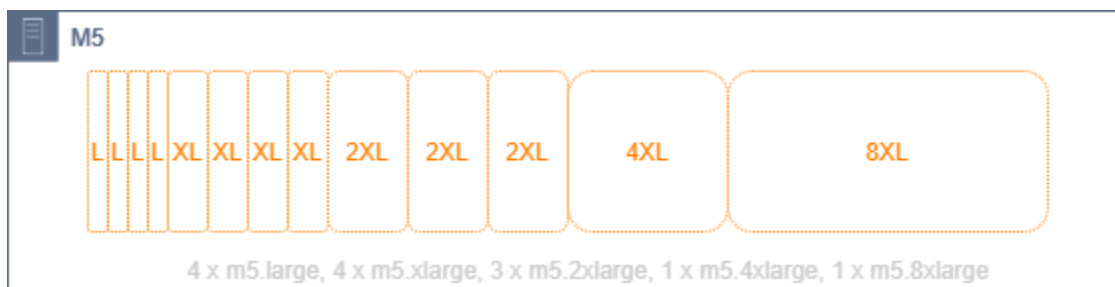 M5
L L L L XL XL XL XL 2XL 2XL 2XL 4XL 8XL
4 x m5.large, 4 x m5.xlarge, 3 x m5.2xlarge, 1 x m5.4xlarge, 1 x m5.8xlarge